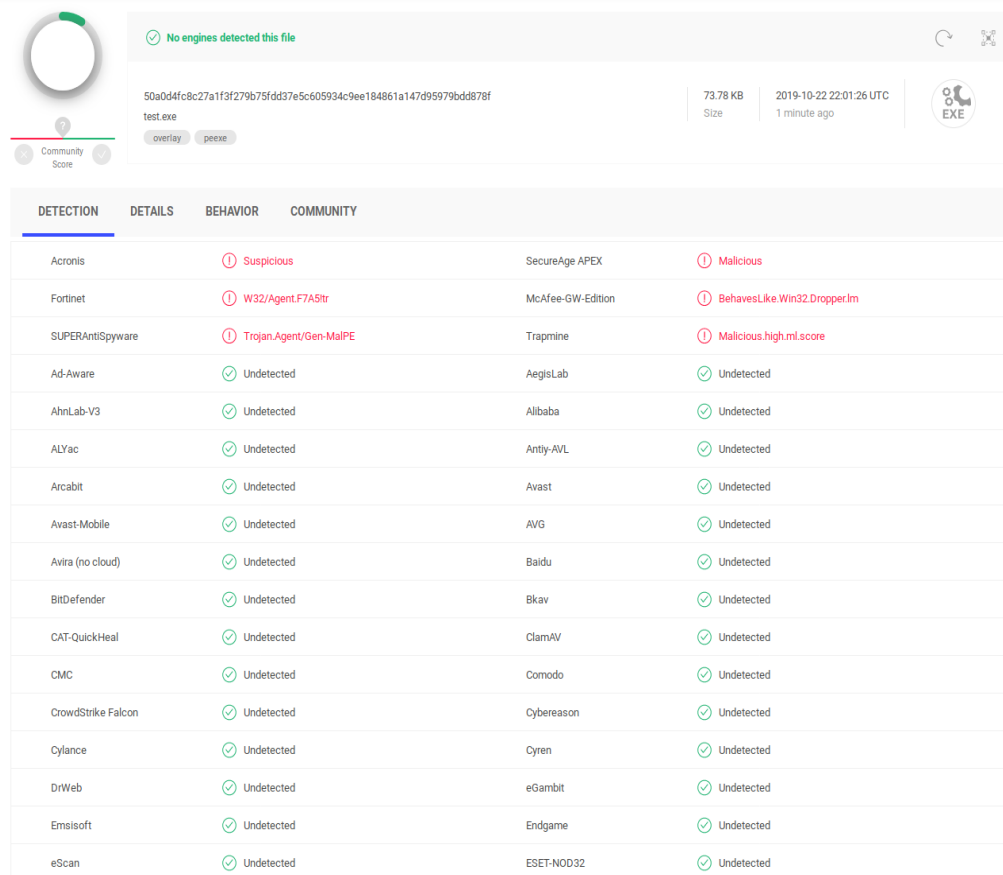 No engines detected this file
50a0d4fc8c27a1f3f279b75fdd37e5c605934c9ee184861a147d95979bdd878f
test.exe
overlay peexe
73.78 KB
Size
2019-10-22 22:01:26 UTC
1 minute ago
EXE
?
Community
Score
DETECTION DETAILS BEHAVIOR COMMUNITY
Acronis Suspicious SecureAge APEX Malicious
Fortinet W32/Agent.F7A5!tr McAfee-GW-Edition BehavesLike.Win32.Dropper.lm
SUPERAntiSpyware Trojan.Agent/Gen-MalPE Trapmine Malicious.high.ml.score
Ad-Aware Undetected AegisLab Undetected
AhnLab-V3 Undetected Alibaba Undetected
ALYac Undetected Antiy-AVL Undetected
Arcabit Undetected Avast Undetected
Avast-Mobile Undetected AVG Undetected
Avira (no cloud) Undetected Baidu Undetected
BitDefender Undetected Bkav Undetected
CAT-QuickHeal Undetected ClamAV Undetected
CMC Undetected Comodo Undetected
CrowdStrike Falcon Undetected Cybereason Undetected
Cylance Undetected Cyren Undetected
DrWeb Undetected eGambit Undetected
Emsisoft Undetected Endgame Undetected
eScan Undetected ESET-NOD32 Undetected